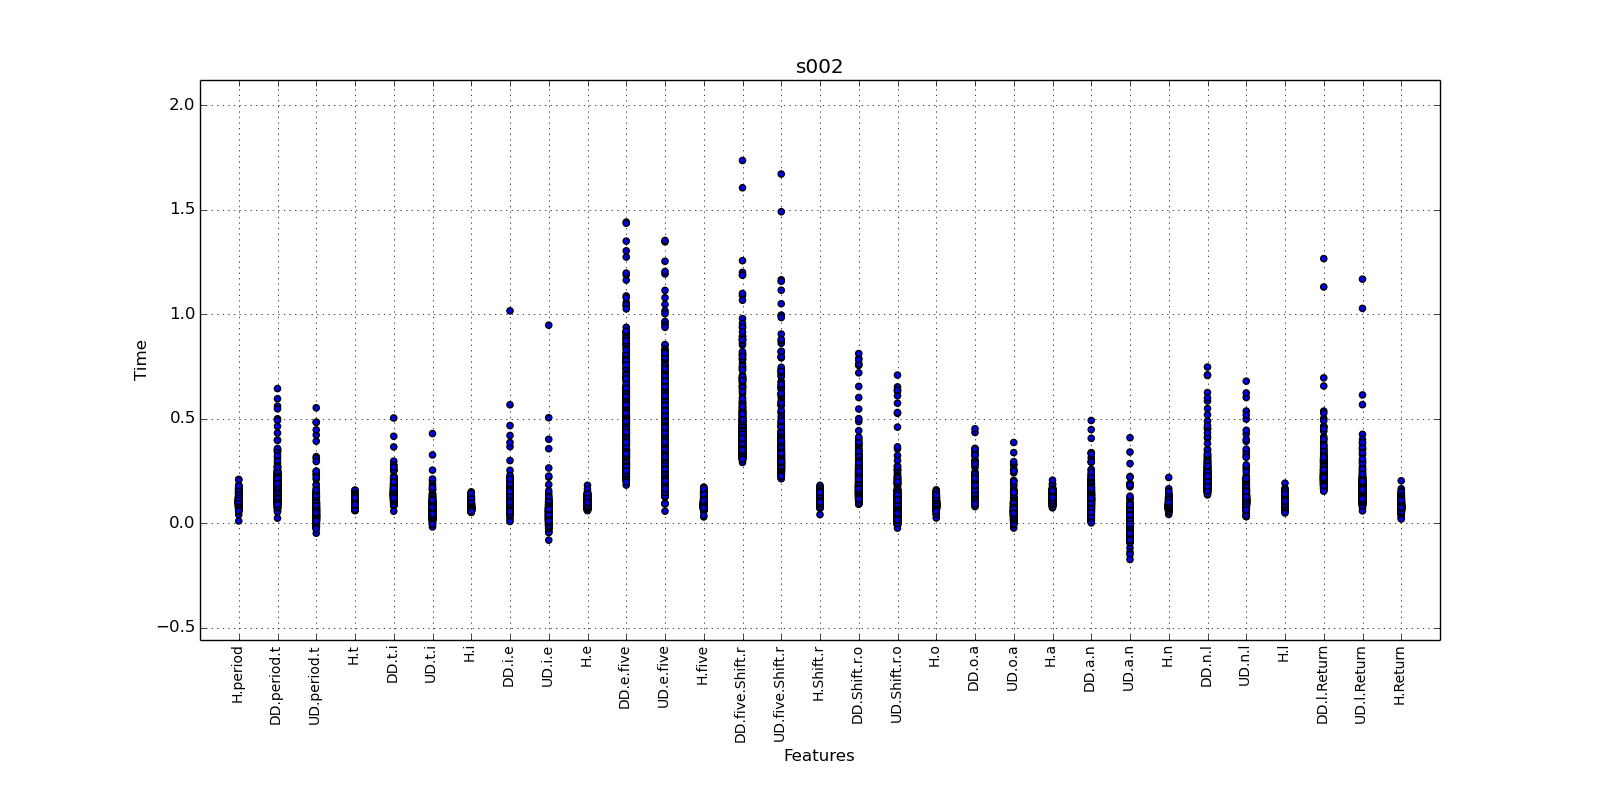 s002
2.0
1.5
1.0
0.5
0.0
−0.5
Time
H.period
DD.period.t
UD.period.t
H.t
DD.t.i
UD.t.i
H.i
DD.i.e
UD.i.e
H.e
DD.e.five
UD.e.five
H.five
DD.five.Shift.r
UD.five.Shift.r
H.Shift.r
DD.Shift.r.o
UD.Shift.r.o
H.o
DD.o.a
UD.o.a
H.a
DD.a.n
UD.a.n
H.n
DD.n.l
UD.n.l
H.l
DD.l.Return
UD.l.Return
H.Return
Features